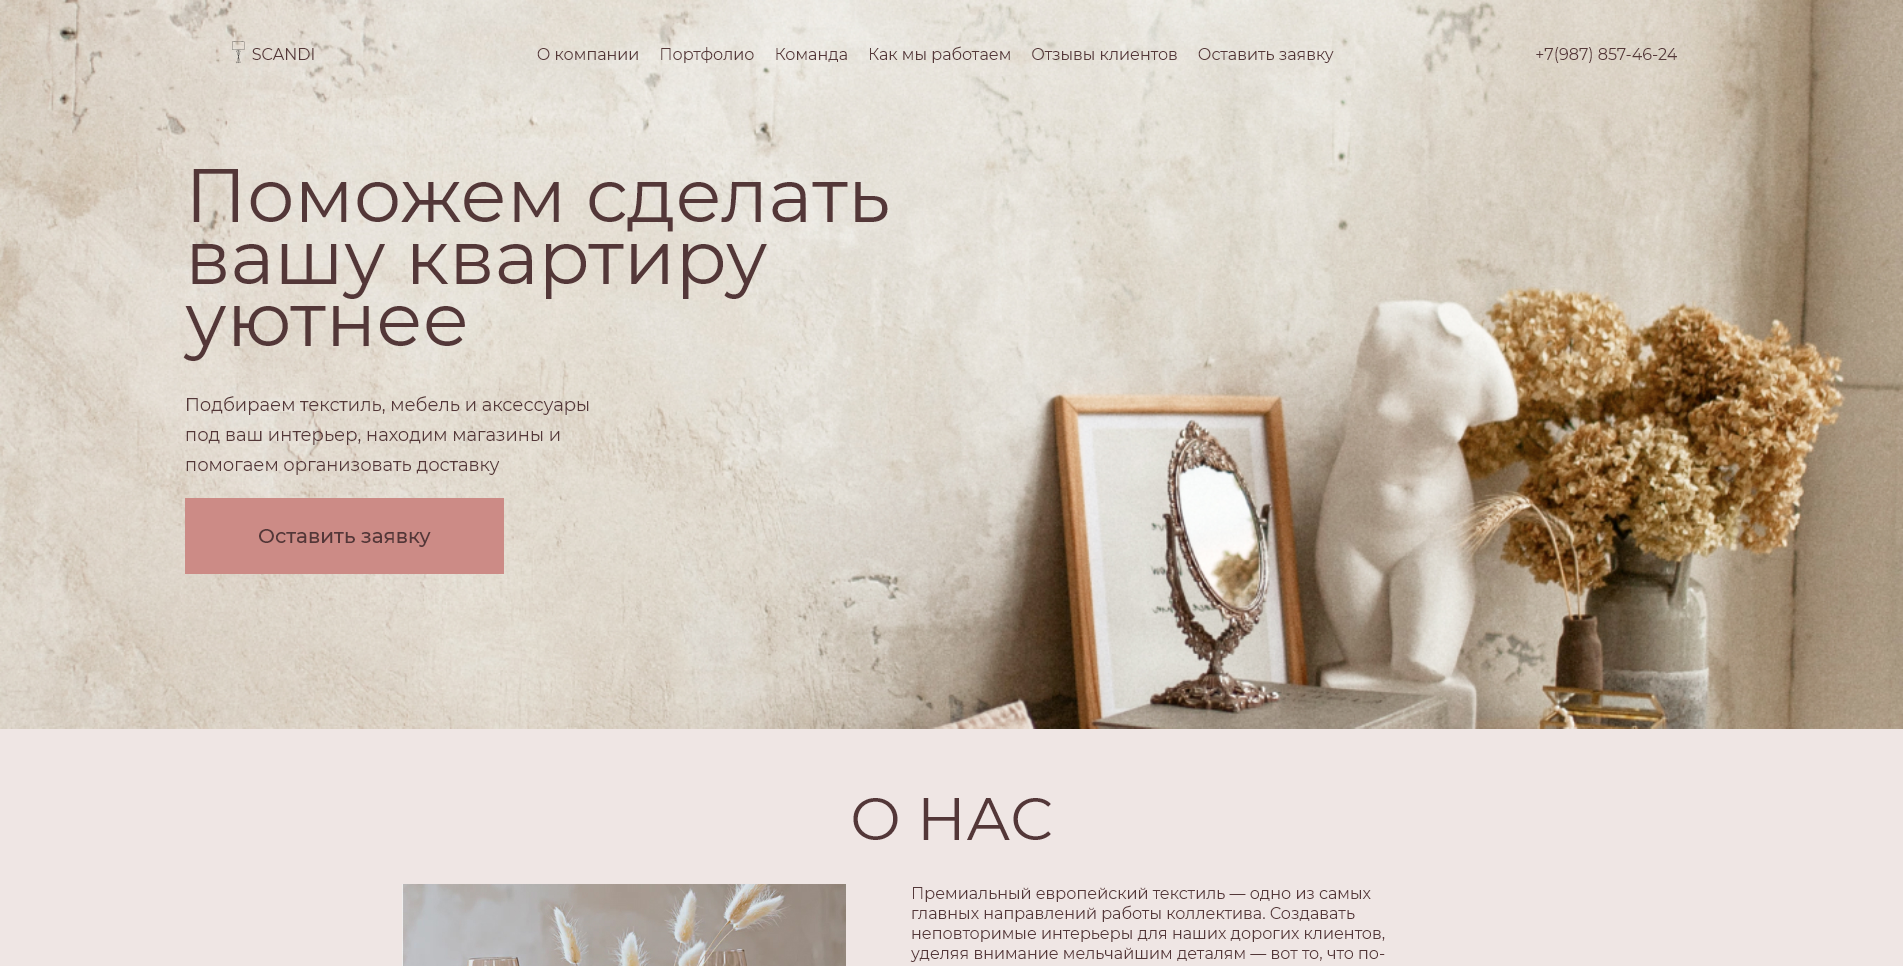 SCANDI
О компании Портфолио Команда Как мы работаем Отзывы клиентов Оставить заявку
+7(987) 857-46-24
Поможем сделать
вашу квартиру
уютнее
Подбираем текстиль, мебель и аксессуары
под ваш интерьер, находим магазины и
помогаем организовать доставку
Оставить заявку
О НАС
Премиальный европейский текстиль — одно из самых
главных направлений работы коллектива. Создавать
неповторимые интерьеры для наших дорогих клиентов,
уделяя внимание мельчайшим деталям — вот то, что по-